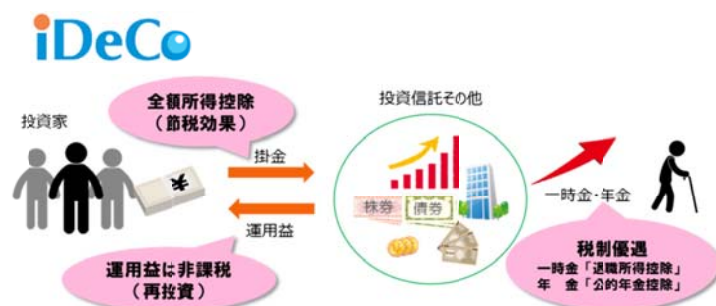 iDeCo
全額所得控除
(節税効果)
投資家
投資信託その他
掛金
株券
債券
運用益
一時金・年金
運用益は非課税
(再投資)
税制優遇
一時金「退職所得控除」
年　金「公的年金控除」